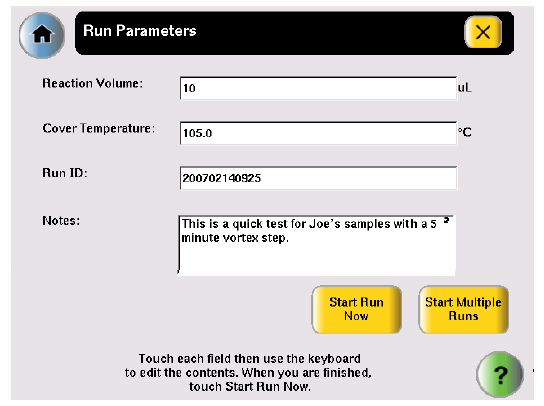 Run Parameters
Reaction Volume: 10 uL
Cover Temperature: 105.0 °C
Run ID: 200702140925
Notes: This is a quick test for Joe's samples with a 5
minute vortex step.
Start Run
Now
Start Multiple
Runs
Touch each field then use the keyboard
to edit the contents. When you are finished,
touch Start Run Now.
?